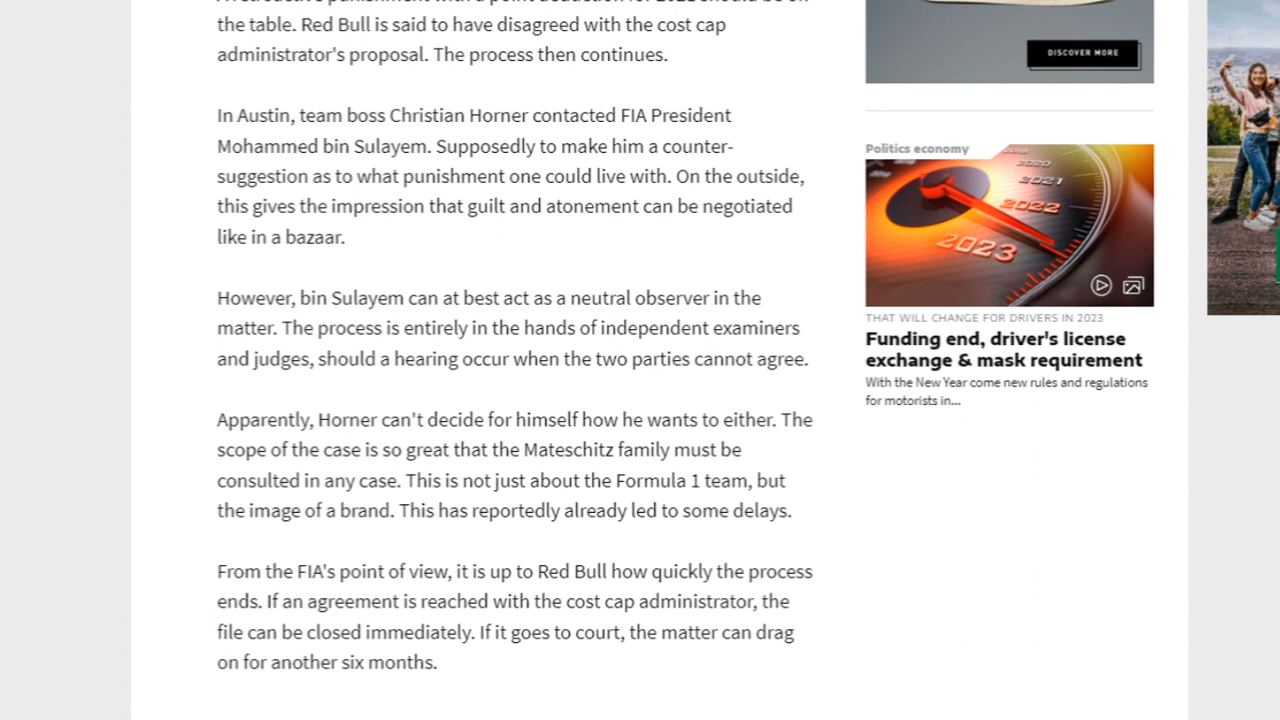 the table. Red Bull is said to have disagreed with the cost cap
administrator's proposal. The process then continues.
In Austin, team boss Christian Horner contacted FIA President
Mohammed bin Sulayem. Supposedly to make him a counter-
suggestion as to what punishment one could live with. On the outside,
this gives the impression that guilt and atonement can be negotiated
like in a bazaar.
However, bin Sulayem can at best act as a neutral observer in the
matter. The process is entirely in the hands of independent examiners
and judges, should a hearing occur when the two parties cannot agree.
Apparently, Horner can't decide for himself how he wants to either. The
scope of the case is so great that the Mateschitz family must be
consulted in any case. This is not just about the Formula 1 team, but
the image of a brand. This has reportedly already led to some delays.
From the FIA's point of view, it is up to Red Bull how quickly the process
ends. If an agreement is reached with the cost cap administrator, the
file can be closed immediately. If it goes to court, the matter can drag
on for another six months.
DISCOVER MORE
Politics economy
2020
2021
2022
2023
THAT WILL CHANGE FOR DRIVERS IN 2023
Funding end, driver's license
exchange & mask requirement
With the New Year come new rules and regulations
for motorists in...